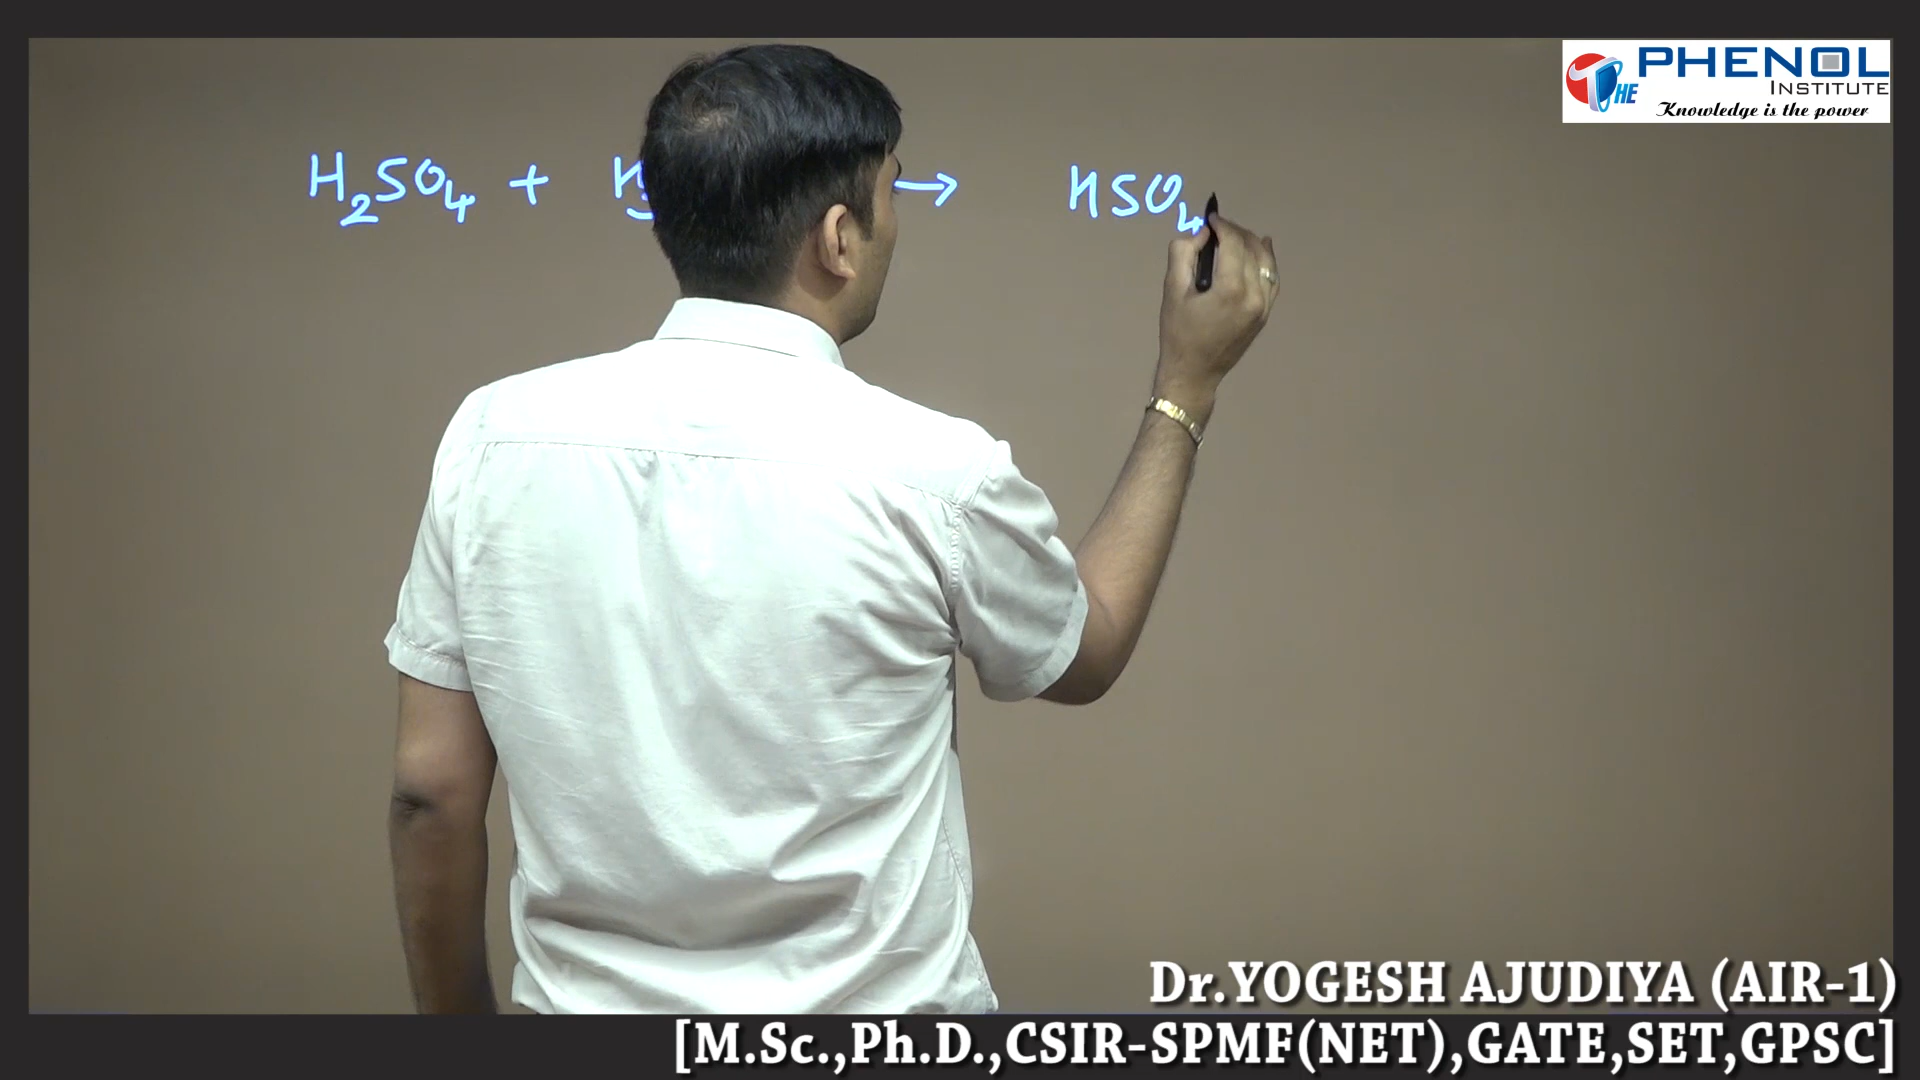 THE PHENOL
INSTITUTE
Knowledge is the power
H₂SO₄ + → HSO₄
Dr.YOGESH AJUDIYA (AIR-1)
[M.Sc.,Ph.D.,CSIR-SPMF(NET),GATE,SET,GPSC]